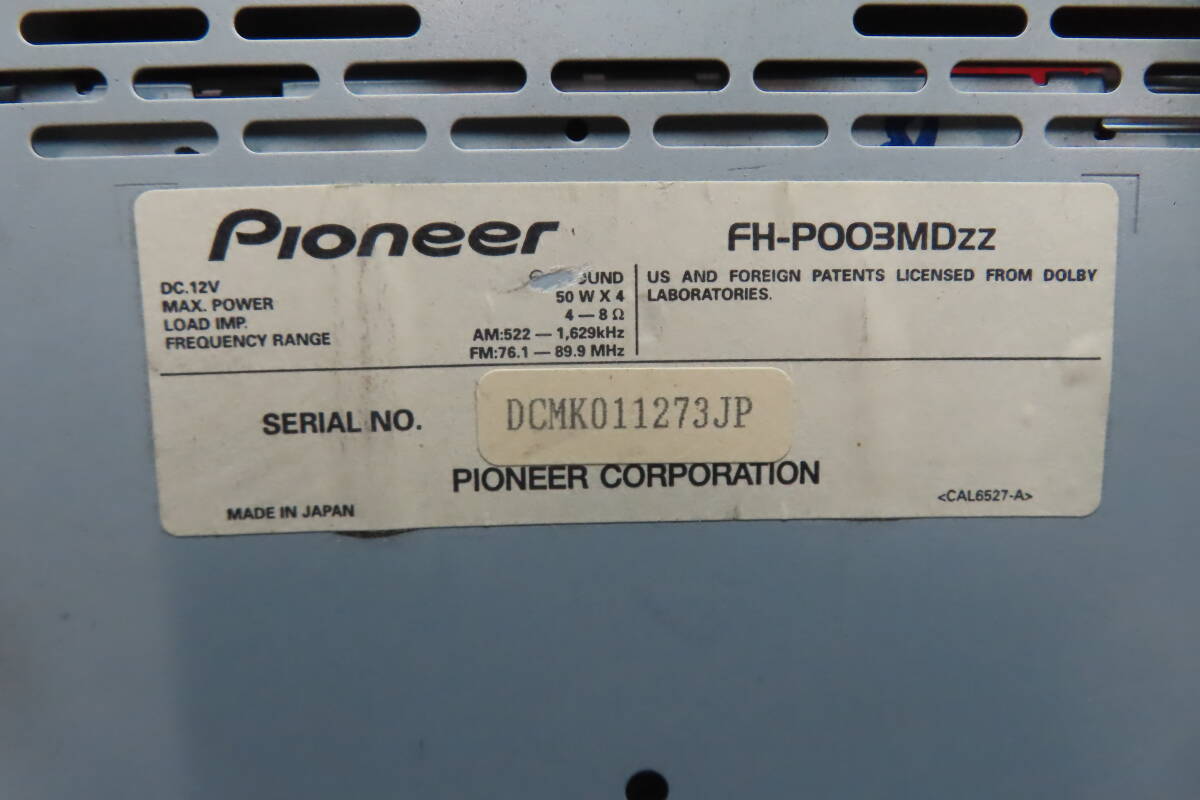 Pioneer
FH-P003MDzz
DC.12V
MAX. POWER 50 W X 4
LOAD IMP. 4 — 8 Ω
FREQUENCY RANGE AM:522 — 1,629kHz
FM:76.1 — 89.9 MHz
US AND FOREIGN PATENTS LICENSED FROM DOLBY
LABORATORIES.
SERIAL NO. DCMK011273JP
PIONEER CORPORATION
MADE IN JAPAN
<CAL6527-A>